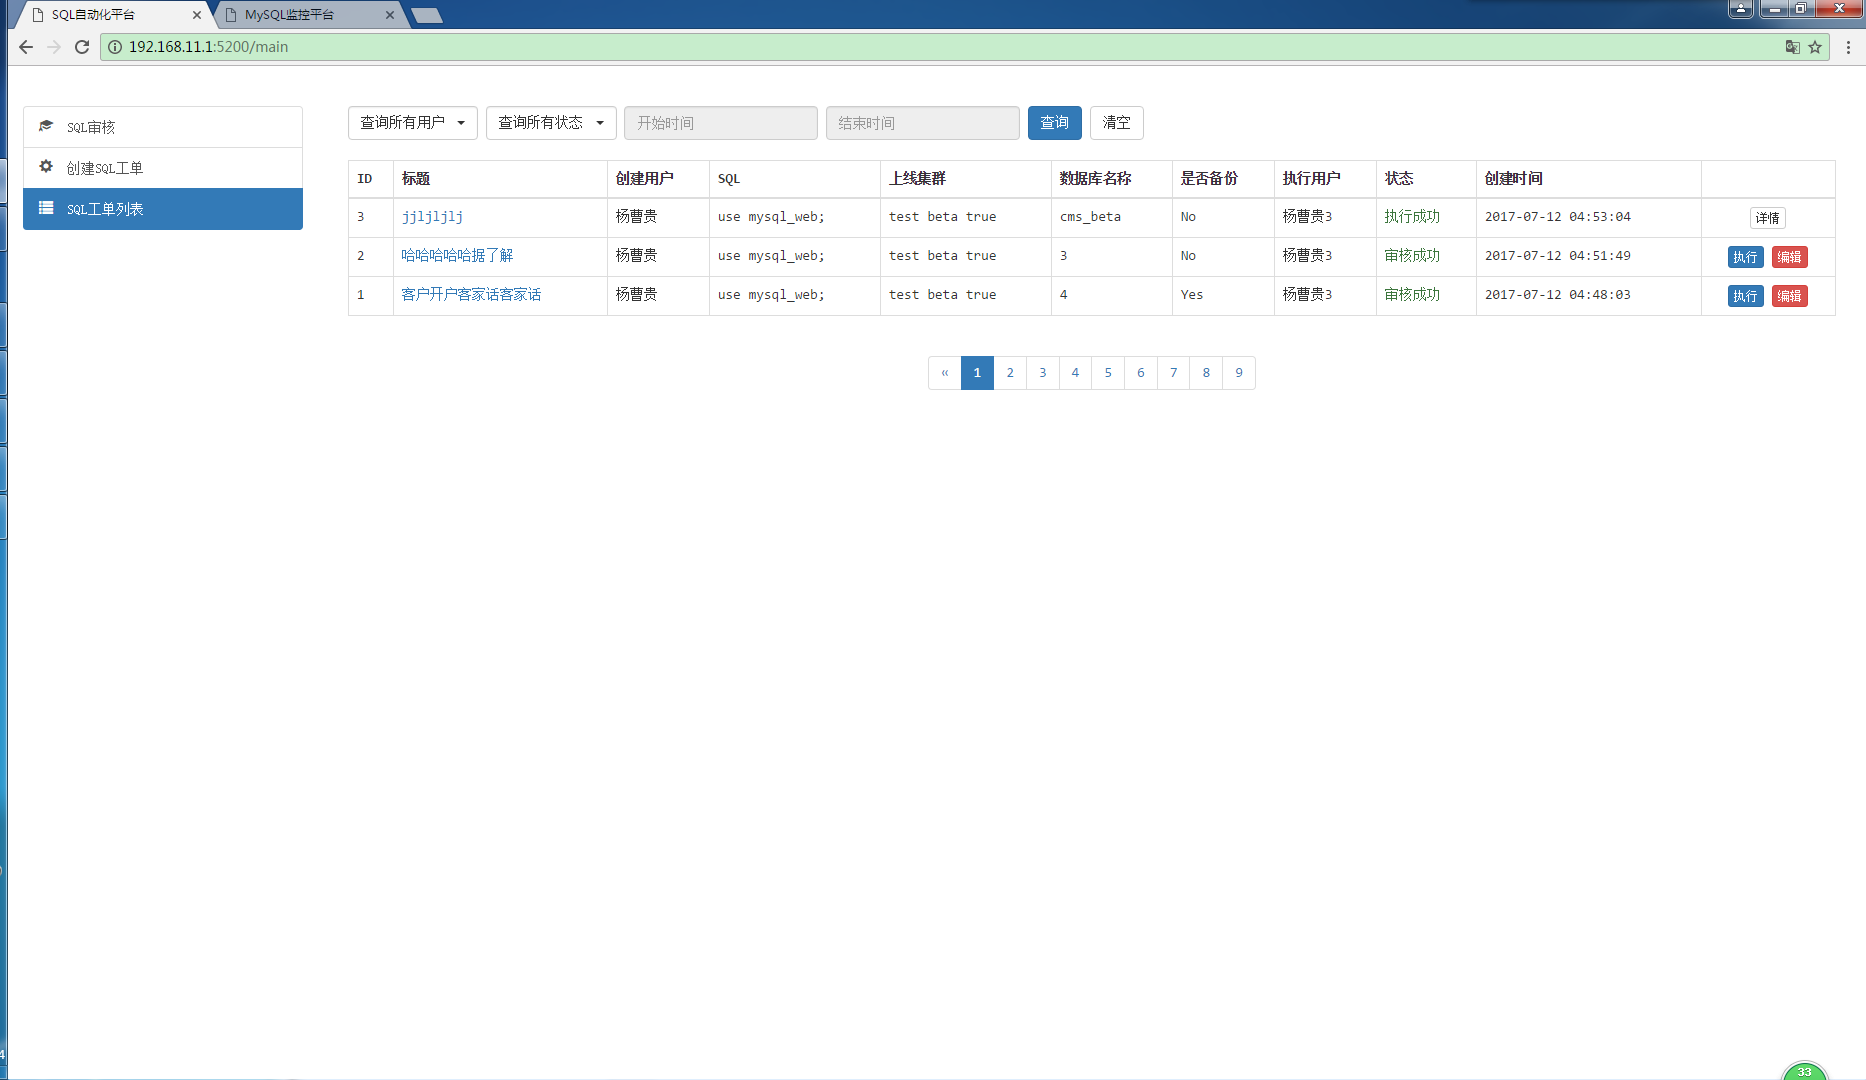 SQL自动化平台 MySQL监控平台
192.168.11.1:5200/main
SQL审核
创建SQL工单
SQL工单列表
查询所有用户 查询所有状态 开始时间 结束时间 查询 清空
ID 标题 创建用户 SQL 上线集群 数据库名称 是否备份 执行用户 状态 创建时间
3 jjljljlj 杨曹贵 use mysql_web; test beta true cms_beta No 杨曹贵3 执行成功 2017-07-12 04:53:04 详情
2 哈哈哈哈哈据了解 杨曹贵 use mysql_web; test beta true 3 No 杨曹贵3 审核成功 2017-07-12 04:51:49 执行 编辑
1 客户开户客家话客家话 杨曹贵 use mysql_web; test beta true 4 Yes 杨曹贵3 审核成功 2017-07-12 04:48:03 执行 编辑
« 1 2 3 4 5 6 7 8 9
4
33